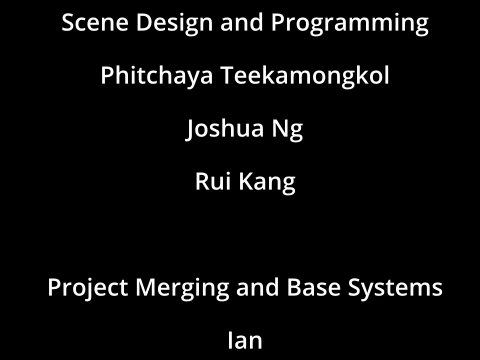 Scene Design and Programming
Phitchaya Teekamongkol
Joshua Ng
Rui Kang
Project Merging and Base Systems
Ian